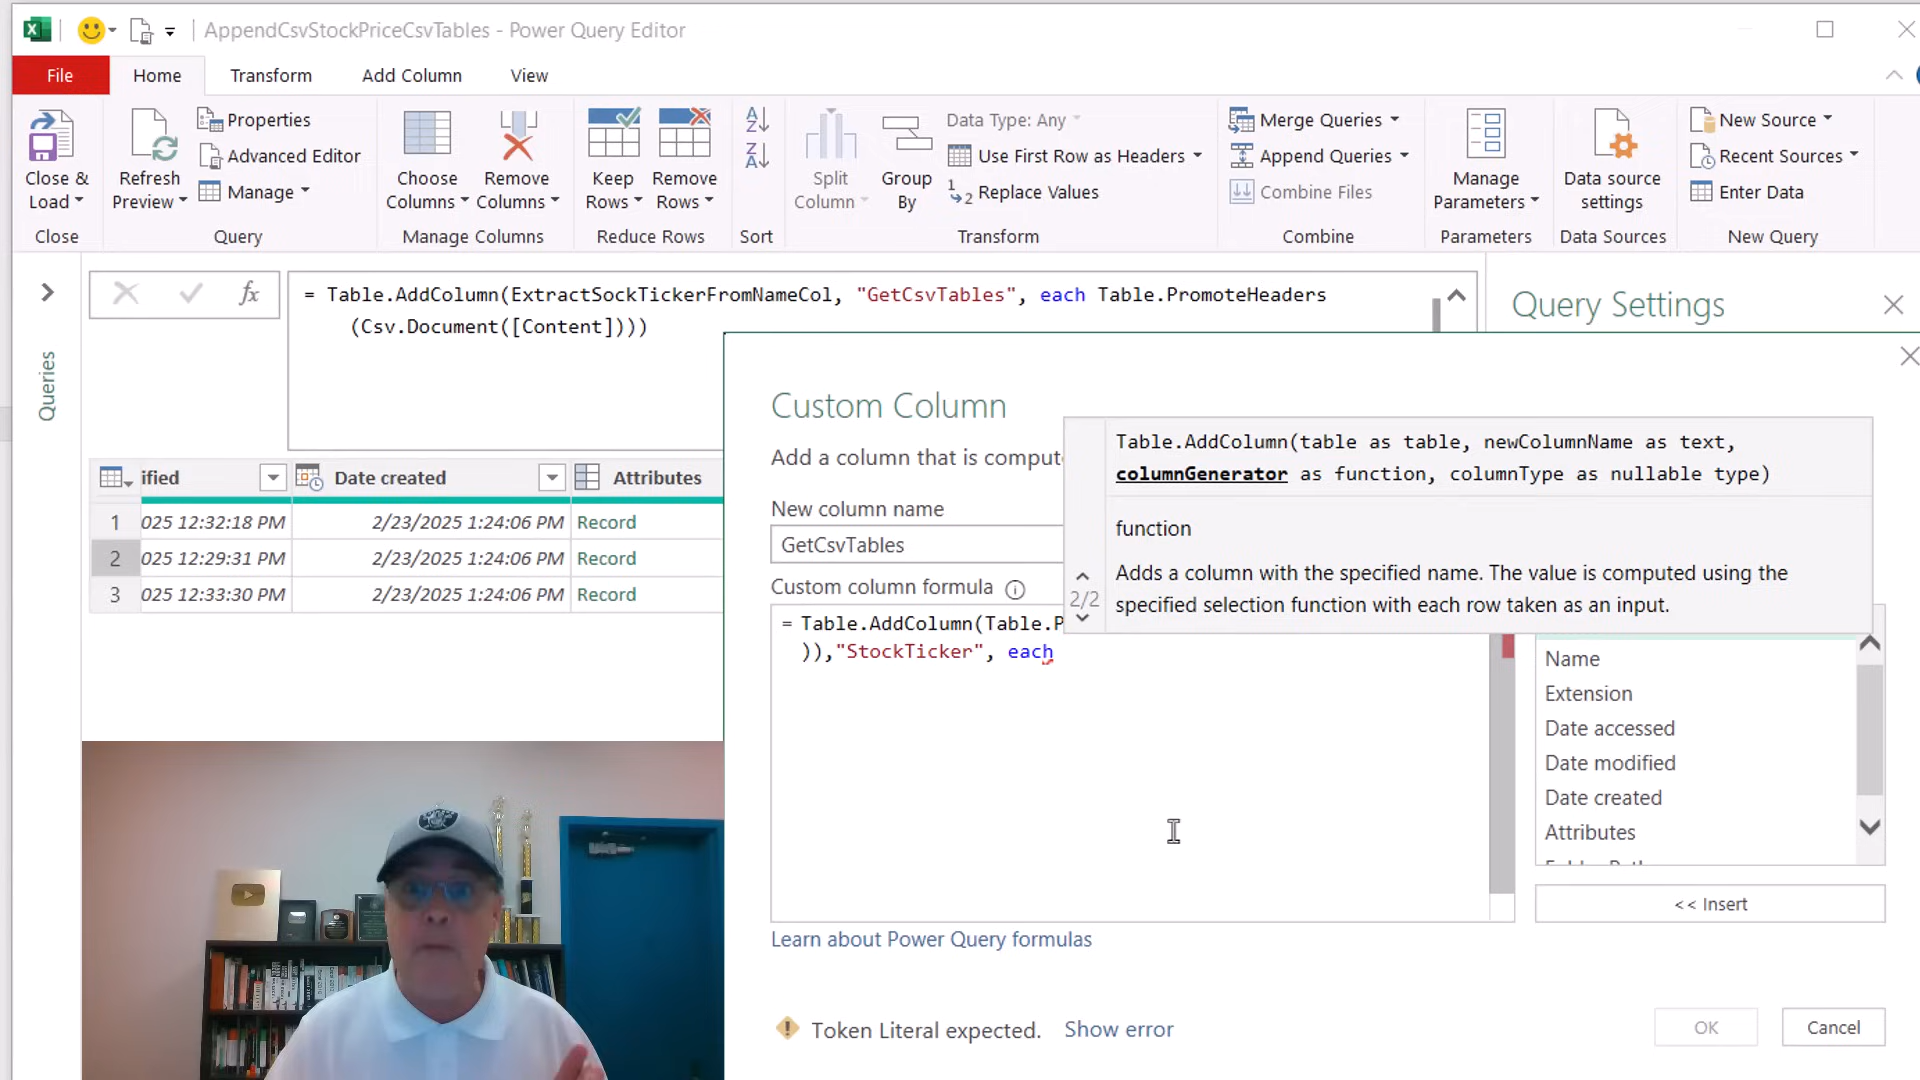 AppendCsvStockPriceCsvTables - Power Query Editor
File Home Transform Add Column View
Close & Load
Close
Refresh Preview
Properties
Advanced Editor
Manage
Query
Choose Columns
Remove Columns
Manage Columns
Keep Rows
Remove Rows
Reduce Rows
A Z
Z A
Sort
Split Column
Group By
Data Type: Any
Use First Row as Headers
1 2 Replace Values
Transform
Merge Queries
Append Queries
Combine Files
Combine
Manage Parameters
Parameters
Data source settings
Data Sources
New Source
Recent Sources
Enter Data
New Query
Queries
fx
= Table.AddColumn(ExtractSockTickerFromNameCol, "GetCsvTables", each Table.PromoteHeaders
(Csv.Document([Content])))
Query Settings
ified Date created Attributes
1 025 12:32:18 PM 2/23/2025 1:24:06 PM Record
2 025 12:29:31 PM 2/23/2025 1:24:06 PM Record
3 025 12:33:30 PM 2/23/2025 1:24:06 PM Record
Custom Column
Add a column that is comput
New column name
GetCsvTables
Custom column formula
= Table.AddColumn(Table.P
)),"StockTicker", each
Table.AddColumn(table as table, newColumnName as text,
columnGenerator as function, columnType as nullable type)
function
2/2
Adds a column with the specified name. The value is computed using the
specified selection function with each row taken as an input.
Name
Extension
Date accessed
Date modified
Date created
Attributes
<< Insert
Learn about Power Query formulas
Token Literal expected. Show error
OK
Cancel